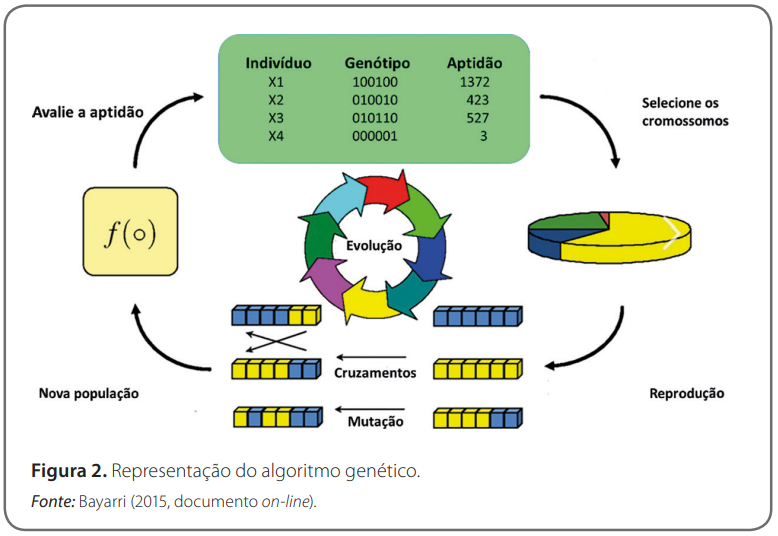 Indivíduo Genótipo Aptidão
X1 100100 1372
X2 010010 423
X3 010110 527
X4 000001 3
Avalie a aptidão
Selecione os
cromossomos
f(○)
Evolução
Cruzamentos
Mutação
Nova população
Reprodução
Figura 2. Representação do algoritmo genético.
Fonte: Bayarri (2015, documento on-line).